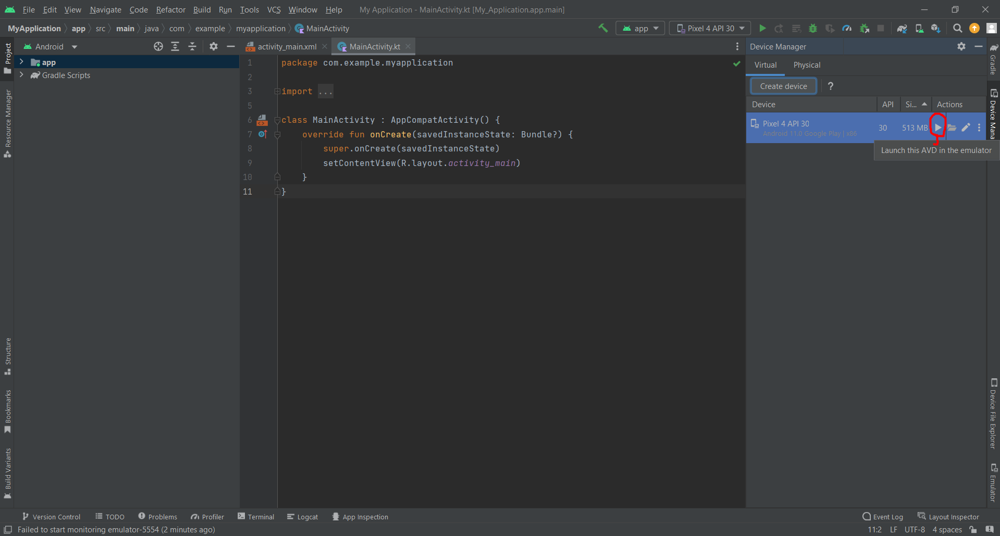 File Edit View Navigate Code Refactor Build Run Tools VCS Window Help My Application - MainActivity.kt [My_Application.app.main]
MyApplication app src main java com example myapplication MainActivity app Pixel 4 API 30
Project
Resource Manager
Structure
Bookmarks
Build Variants
Android
app
Gradle Scripts
activity_main.xml MainActivity.kt
1 package com.example.myapplication
2
3 import ...
5
6 class MainActivity : AppCompatActivity() {
7 override fun onCreate(savedInstanceState: Bundle?) {
8 super.onCreate(savedInstanceState)
9 setContentView(R.layout.activity_main)
10 }
11 }
Device Manager
Virtual Physical
Create device ?
Device API Si... Actions
Pixel 4 API 30 30 513 MB
Android 11.0 Google Play | x86
Launch this AVD in the emulator
Gradle
Device Mana
Device File Explorer
Emulator
Version Control TODO Problems Profiler Terminal Logcat App Inspection Event Log Layout Inspector
Failed to start monitoring emulator-5554 (2 minutes ago) 11:2 LF UTF-8 4 spaces